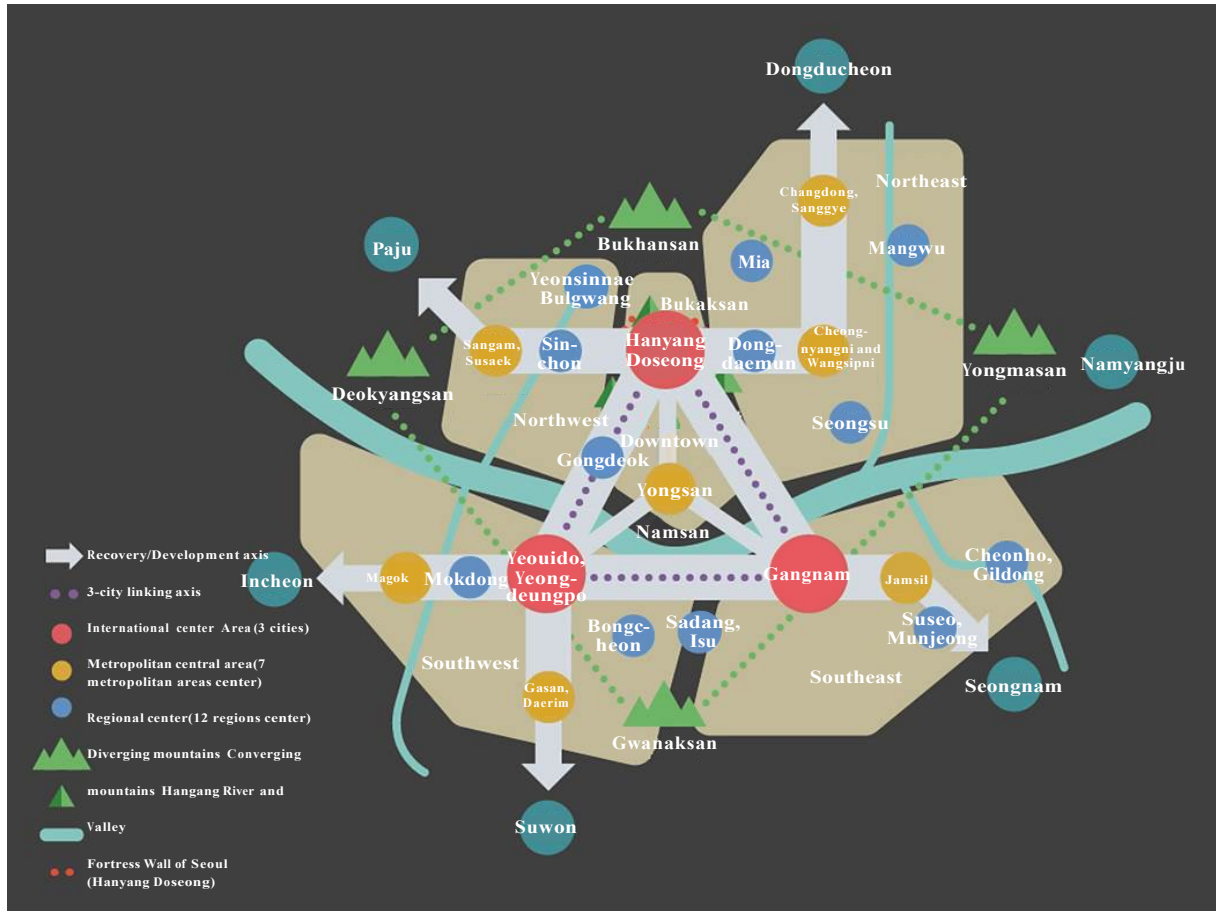 Dongducheon
Changdong,
Sanggye
Northeast
Bukhansan
Mangwu
Paju
Mia
Yeonsinnae
Bulgwang
Bukaksan
Sangam,
Susaek
Sin-
chon
Hanyang
Doseong
Dong-
daemun
Cheong-
nyangni and
Wangsipni
Yongmasan
Namyangju
Deokyangsan
Northwest
Seongsu
Downtown
Gongdeok
Yongsan
Namsan
Recovery/Development axis
Incheon
Magok
Mokdong
Yeouido,
Yeong-
deungpo
Gangnam
Jamsil
Cheonho,
Gildong
3-city linking axis
International center Area (3 cities)
Bongc-
heon
Sadang,
Isu
Suseo,
Munjeong
Metropolitan central area(7
metropolitan areas center)
Southwest
Southeast
Seongnam
Gasan,
Daerim
Regional center(12 regions center)
Gwanaksan
Diverging mountains Converging
mountains Hangang River and
Valley
Suwon
Fortress Wall of Seoul
(Hanyang Doseong)